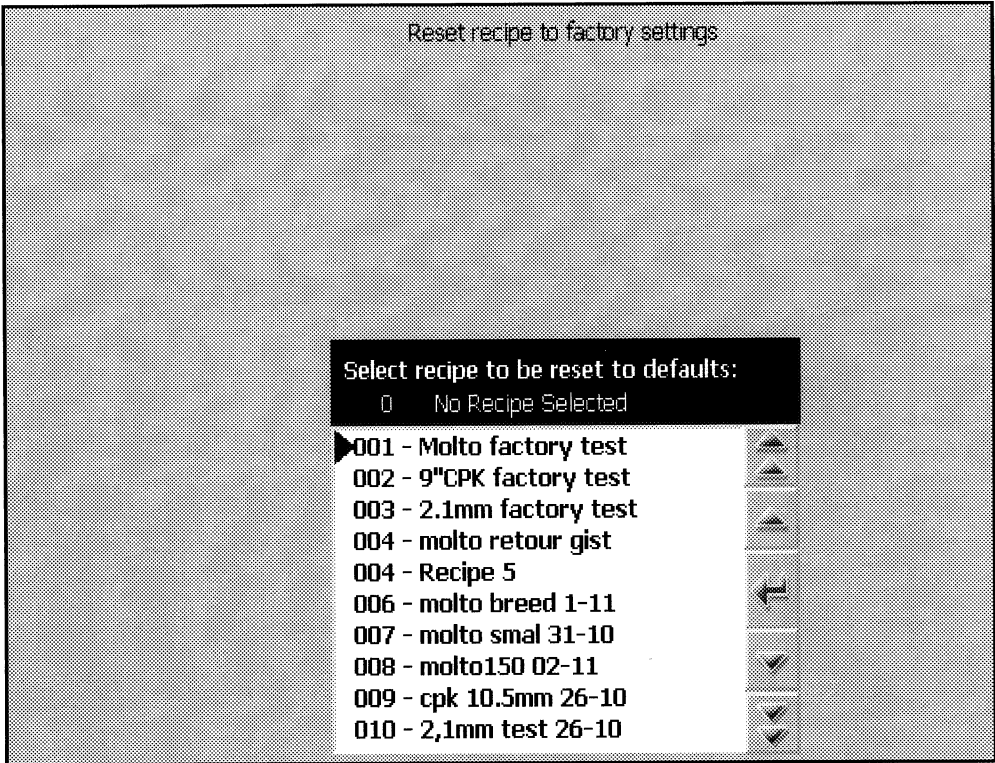 Reset recipe to factory settings
Select recipe to be reset to defaults:
0 No Recipe Selected
001 - Molto factory test
002 - 9"CPK factory test
003 - 2.1mm factory test
004 - molto retour gist
004 - Recipe 5
006 - molto breed 1-11
007 - molto smal 31-10
008 - molto150 02-11
009 - cpk 10.5mm 26-10
010 - 2,1mm test 26-10